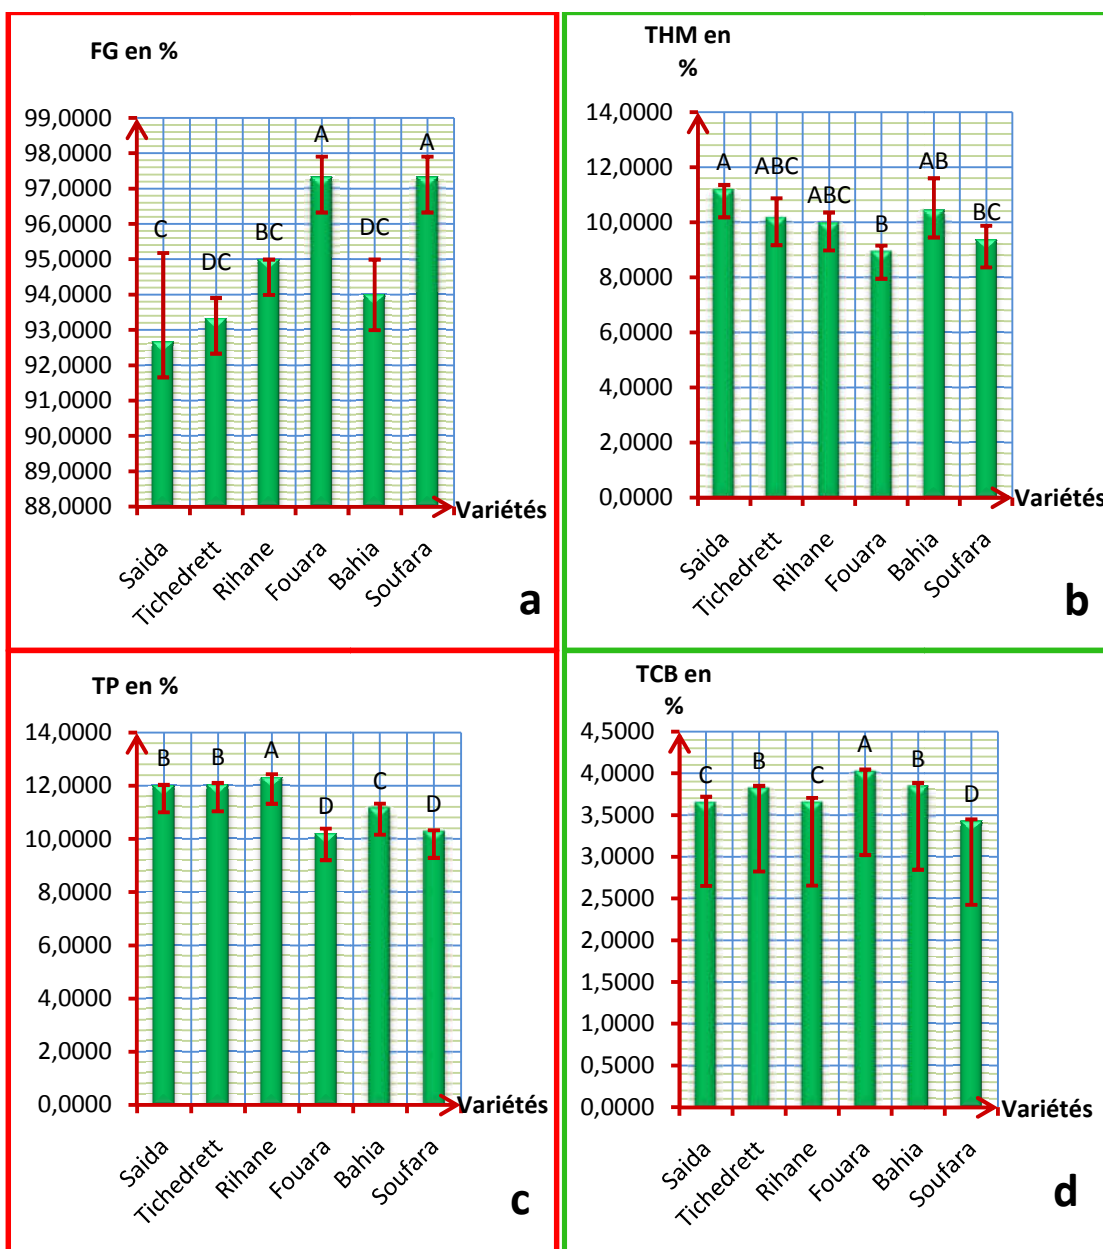 FG en %
99,0000
98,0000
97,0000
96,0000
95,0000
94,0000
93,0000
92,0000
91,0000
90,0000
89,0000
88,0000
C
DC
BC
A
DC
A
Variétés
Saida
Tichedrett
Rihane
Fouara
Bahia
Soufara
a
THM en
%
14,0000
12,0000
10,0000
8,0000
6,0000
4,0000
2,0000
0,0000
A
ABC
ABC
B
AB
BC
Variétés
Saida
Tichedrett
Rihane
Fouara
Bahia
Soufara
b
TP en %
14,0000
12,0000
10,0000
8,0000
6,0000
4,0000
2,0000
0,0000
B
B
A
D
C
D
Variétés
Saida
Tichedrett
Rihane
Fouara
Bahia
Soufara
c
TCB en
%
4,5000
4,0000
3,5000
3,0000
2,5000
2,0000
1,5000
1,0000
0,5000
0,0000
C
B
C
A
B
D
Variétés
Saida
Tichedrett
Rihane
Fouara
Bahia
Soufara
d